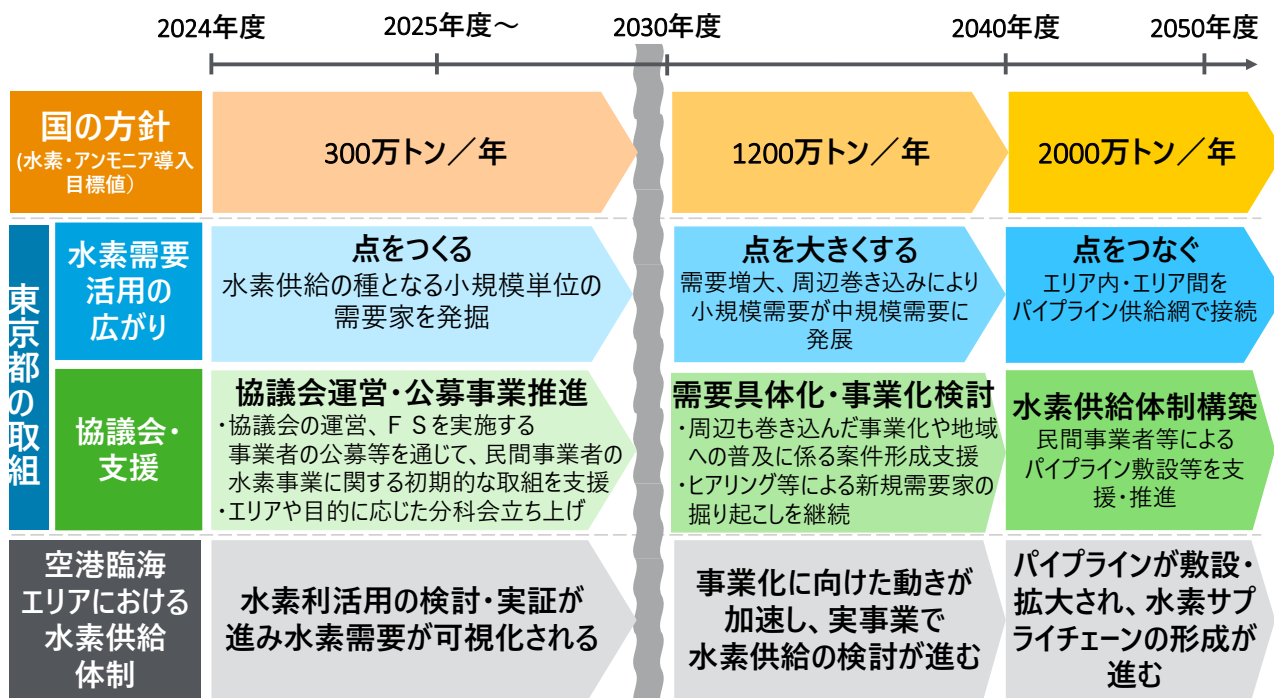 2024年度
2025年度～
2030年度
2040年度
2050年度
国の方針
(水素・アンモニア導入
目標値）
300万トン／年
1200万トン／年
2000万トン／年
東京都の取組
水素需要
活用の
広がり
点をつくる
水素供給の種となる小規模単位の
需要家を発掘
点を大きくする
需要増大、周辺巻き込みにより
小規模需要が中規模需要に
発展
点をつなぐ
エリア内・エリア間を
パイプライン供給網で接続
協議会・
支援
協議会運営・公募事業推進
・協議会の運営、ＦＳを実施する
事業者の公募等を通じて、民間事業者の
水素事業に関する初期的な取組を支援
・エリアや目的に応じた分科会立ち上げ
需要具体化・事業化検討
・周辺も巻き込んだ事業化や地域
への普及に係る案件形成支援
・ヒアリング等による新規需要家の
掘り起こしを継続
水素供給体制構築
民間事業者等による
パイプライン敷設等を支
援・推進
空港臨海
エリアにおける
水素供給
体制
水素利活用の検討・実証が
進み水素需要が可視化される
事業化に向けた動きが
加速し、実事業で
水素供給の検討が進む
パイプラインが敷設・
拡大され、水素サプ
ライチェーンの形成が
進む